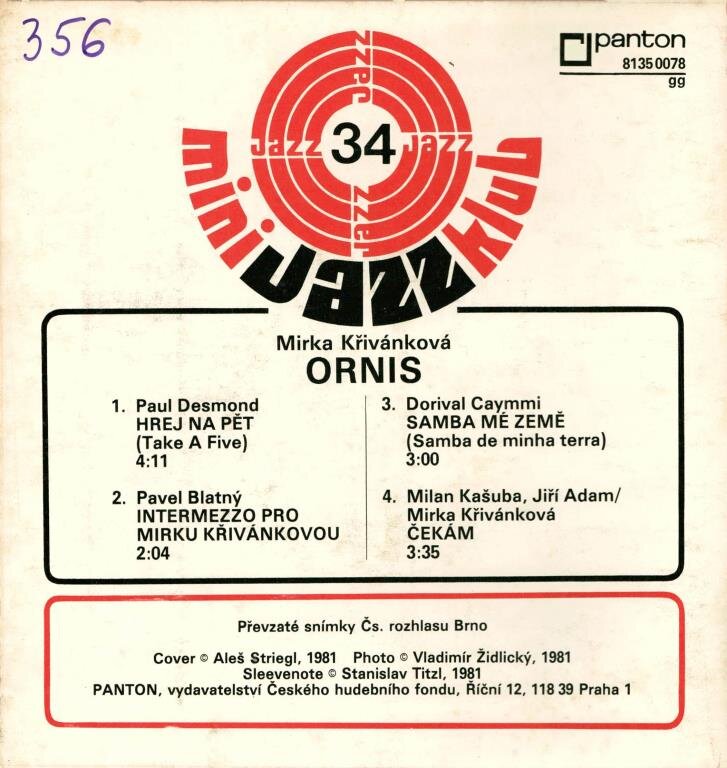 356
panton
8135 0078
gg
jazz
jazz 34 jazz
jazz
mini jazz klub
Mirka Křivánková
ORNIS
1. Paul Desmond
HREJ NA PĚT
(Take A Five)
4:11
2. Pavel Blatný
INTERMEZZO PRO
MIRKU KŘIVÁNKOVOU
2:04
3. Dorival Caymmi
SAMBA MÉ ZEMĚ
(Samba de minha terra)
3:00
4. Milan Kašuba, Jiří Adam/
Mirka Křivánková
ČEKÁM
3:35
Převzaté snímky Čs. rozhlasu Brno
Cover © Aleš Striegl, 1981 Photo © Vladimír Židlický, 1981
Sleevenote © Stanislav Titzl, 1981
PANTON, vydavatelství Českého hudebního fondu, Říční 12, 118 39 Praha 1